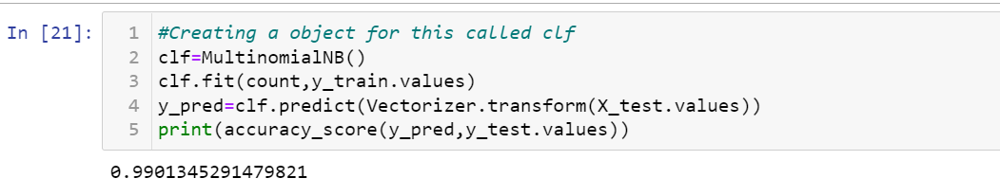 In [21]:
1 #Creating a object for this called clf
2 clf=MultinomialNB()
3 clf.fit(count,y_train.values)
4 y_pred=clf.predict(Vectorizer.transform(X_test.values))
5 print(accuracy_score(y_pred,y_test.values))
0.9901345291479821